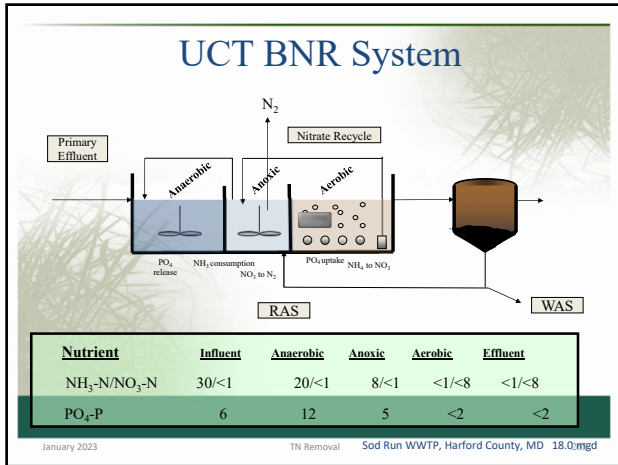 UCT BNR System
N2
Primary
Effluent
Nitrate Recycle
Anaerobic
Anoxic
Aerobic
PO4
release
NH3 consumption
NO3 to N2
PO4 uptake
NH4 to NO3
RAS
WAS
Nutrient Influent Anaerobic Anoxic Aerobic Effluent
NH3-N/NO3-N 30/<1 20/<1 8/<1 <1/<8 <1/<8
PO4-P 6 12 5 <2 <2
January 2023 TN Removal Sod Run WWTP, Harford County, MD 18.0 mgd